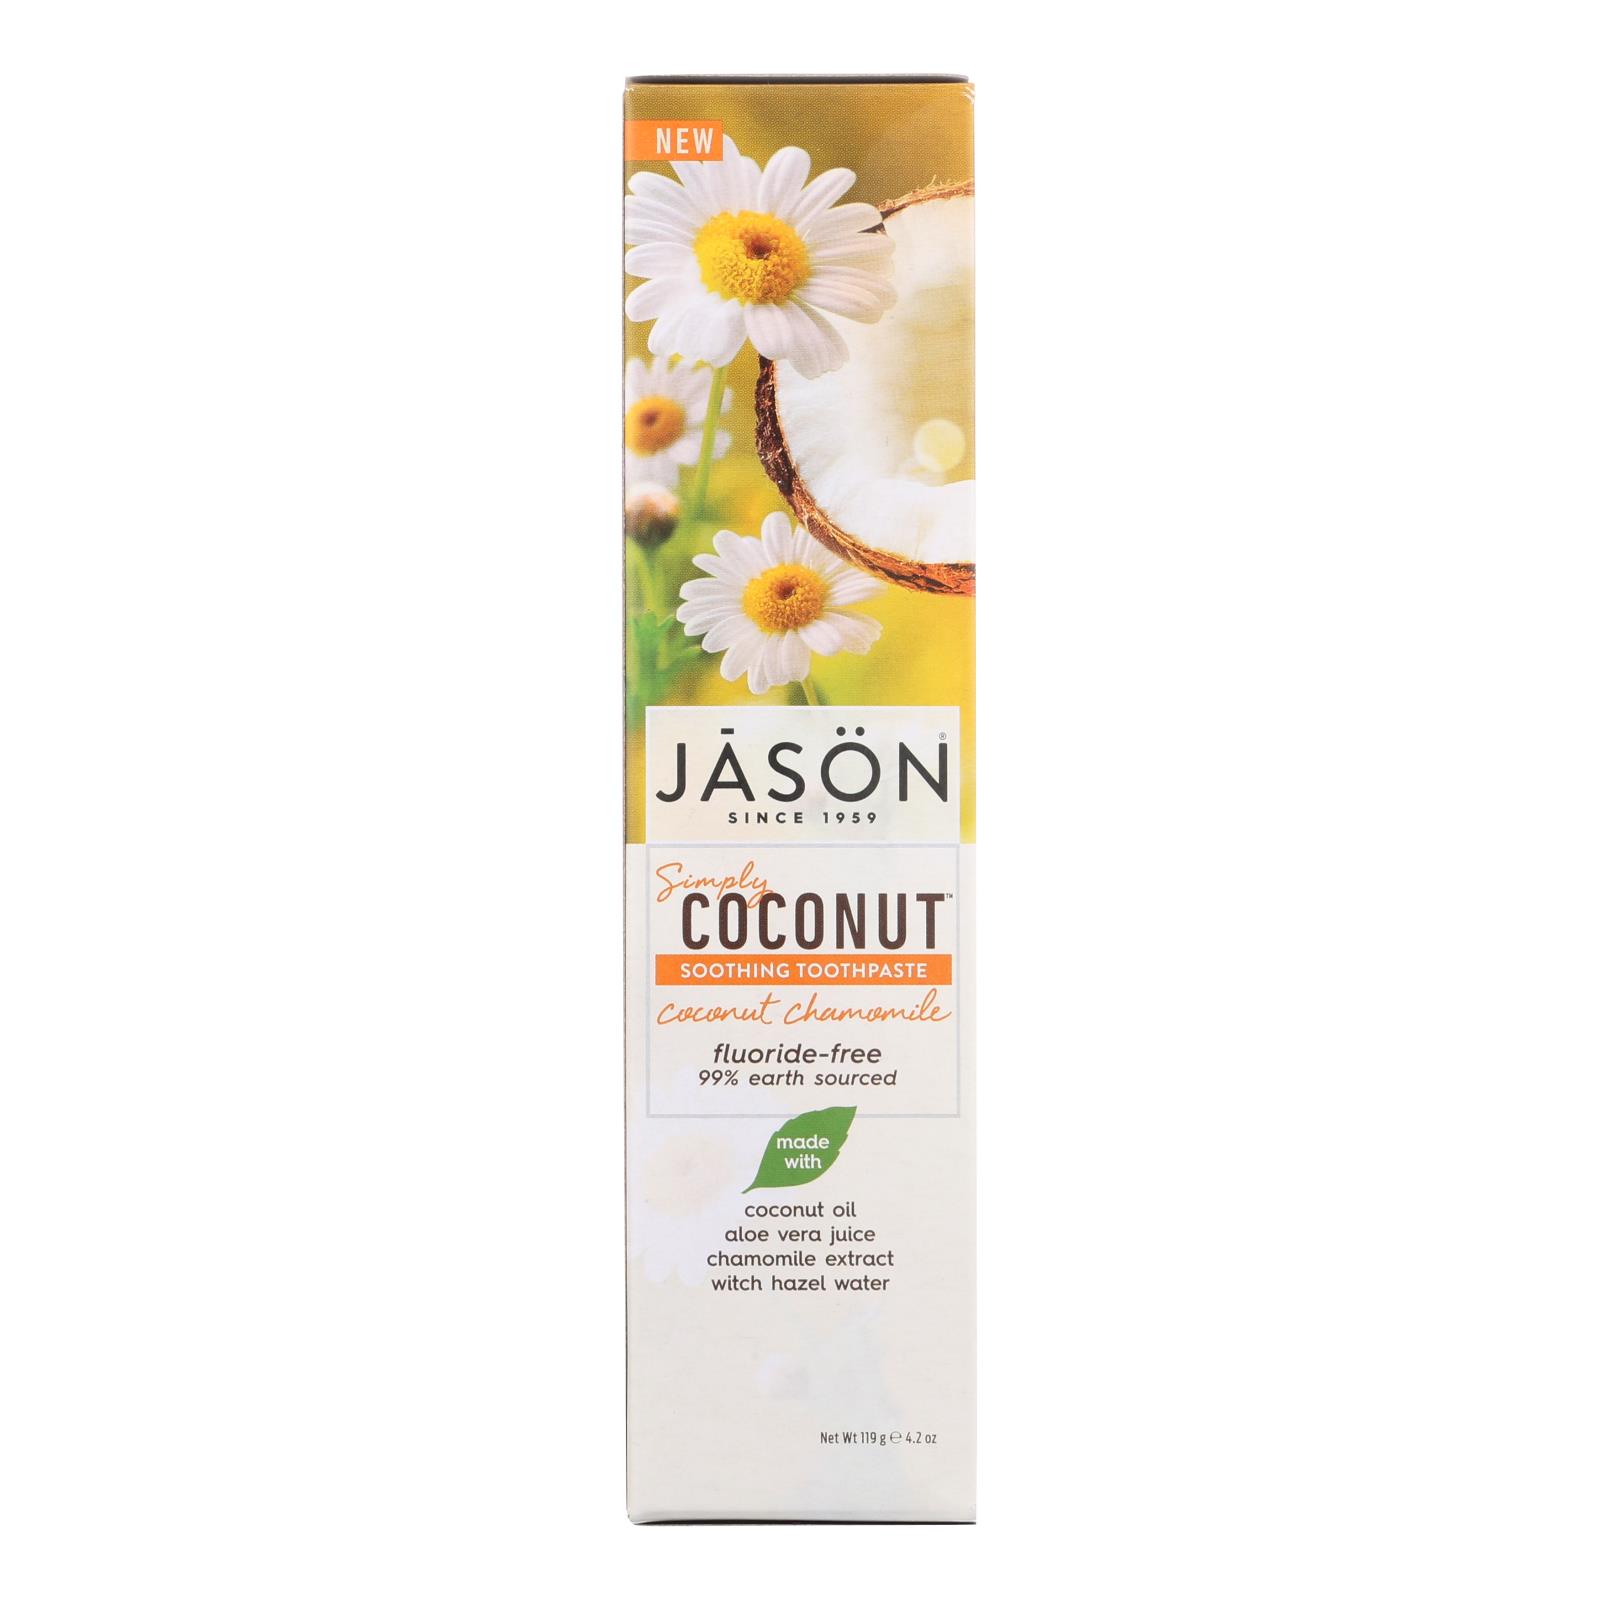 NEW
JĀSÖN®
SINCE 1959
Simply
COCONUT™
SOOTHING TOOTHPASTE
coconut chamomile
fluoride-free
99% earth sourced
made
with
coconut oil
aloe vera juice
chamomile extract
witch hazel water
Net Wt 119 g ℮ 4.2 oz